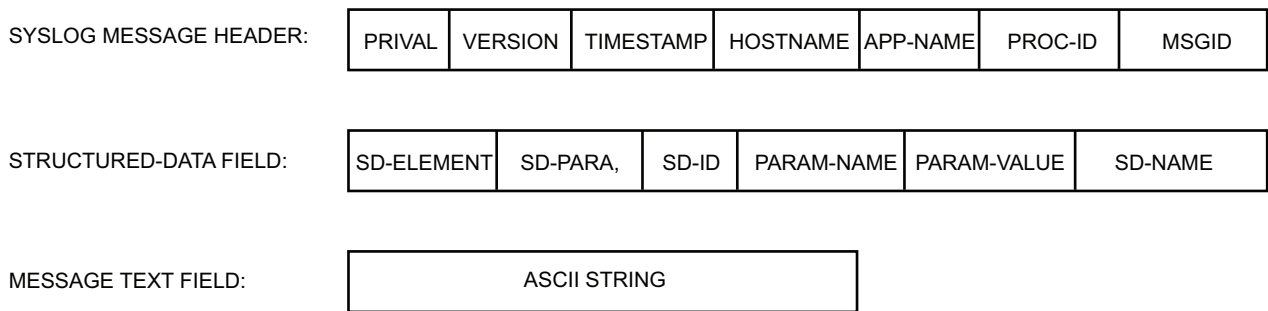 SYSLOG MESSAGE HEADER: PRIVAL VERSION TIMESTAMP HOSTNAME APP-NAME PROC-ID MSGID
STRUCTURED-DATA FIELD: SD-ELEMENT SD-PARA, SD-ID PARAM-NAME PARAM-VALUE SD-NAME
MESSAGE TEXT FIELD: ASCII STRING